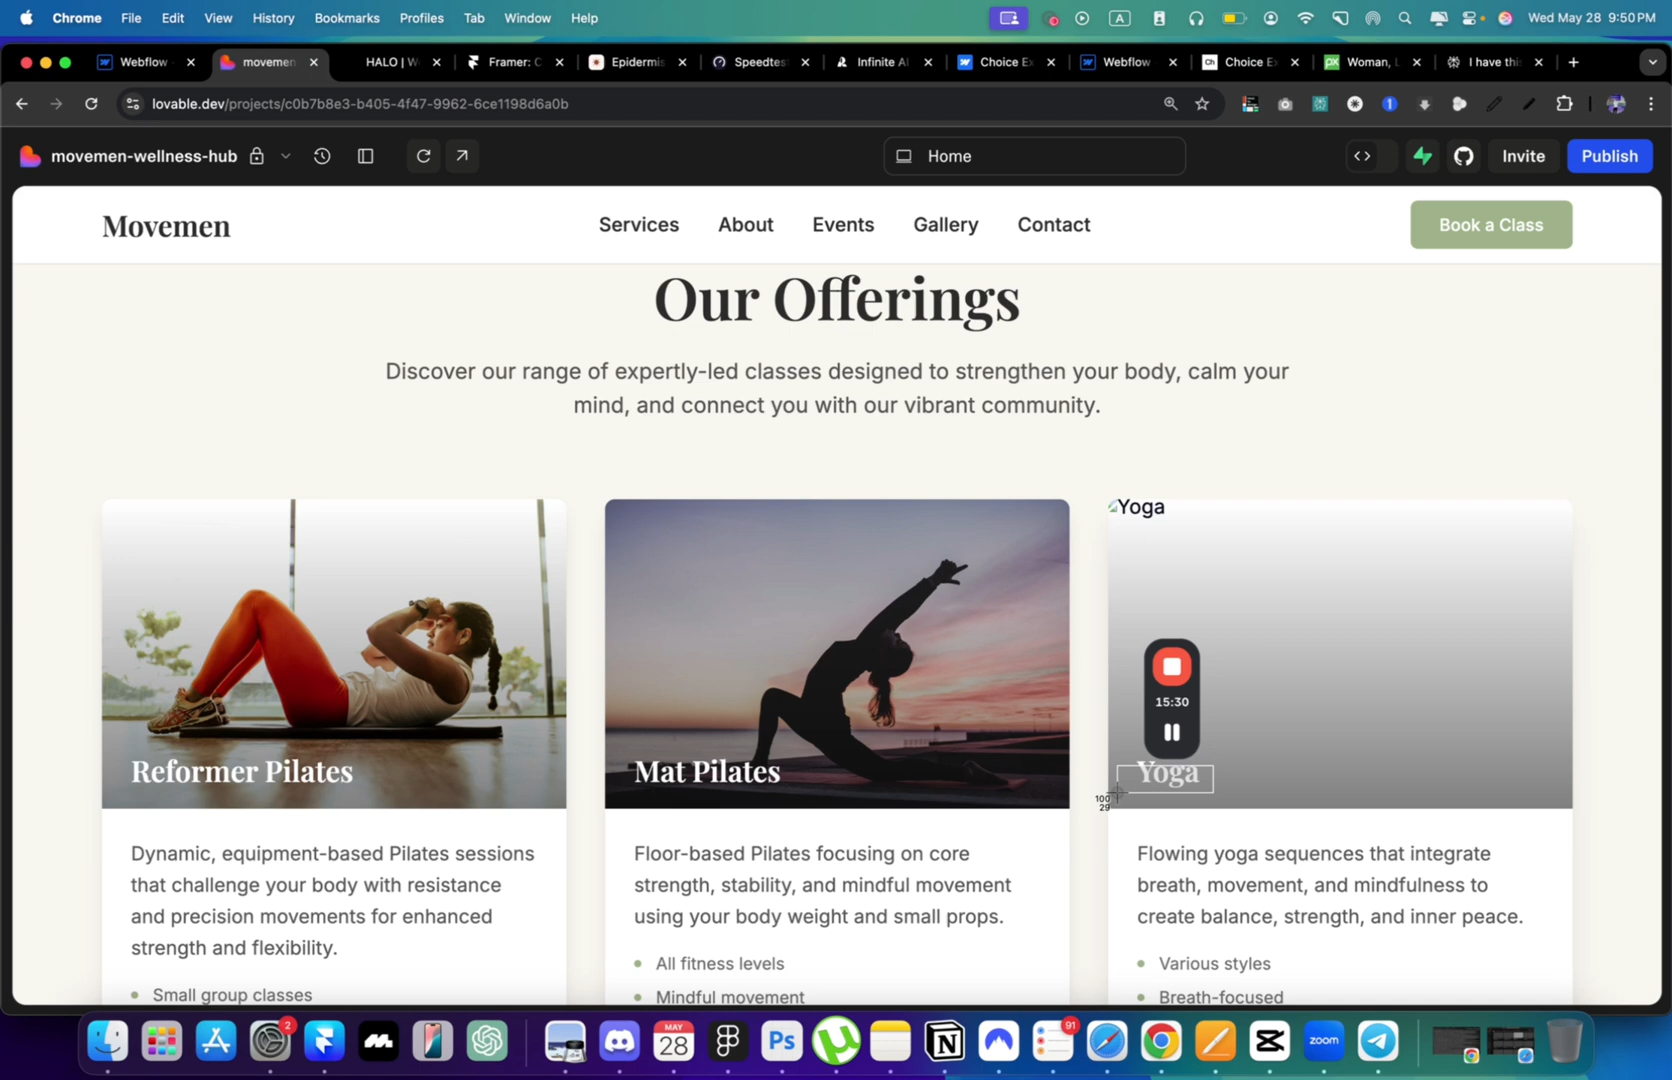 Chrome File Edit View History Bookmarks Profiles Tab Window Help A Wed May 28 9:50PM
Webflow movemen HALO | W Framer: C Epidermis Speedtes Infinite AI Choice Ex Webflow Ch Choice Ex px Woman, L I have thi
lovable.dev/projects/c0b7b8e3-b405-4f47-9962-6ce1198d6a0b
movemen-wellness-hub Home Invite Publish
Movemen Services About Events Gallery Contact Book a Class
Our Offerings
Discover our range of expertly-led classes designed to strengthen your body, calm your
mind, and connect you with our vibrant community.
Yoga
15:30
Reformer Pilates
Mat Pilates
Yoga
100
29
Dynamic, equipment-based Pilates sessions
that challenge your body with resistance
and precision movements for enhanced
strength and flexibility.
Small group classes
Floor-based Pilates focusing on core
strength, stability, and mindful movement
using your body weight and small props.
All fitness levels
Mindful movement
Flowing yoga sequences that integrate
breath, movement, and mindfulness to
create balance, strength, and inner peace.
Various styles
Breath-focused
2 MAY 28 Ps N 91 zoom